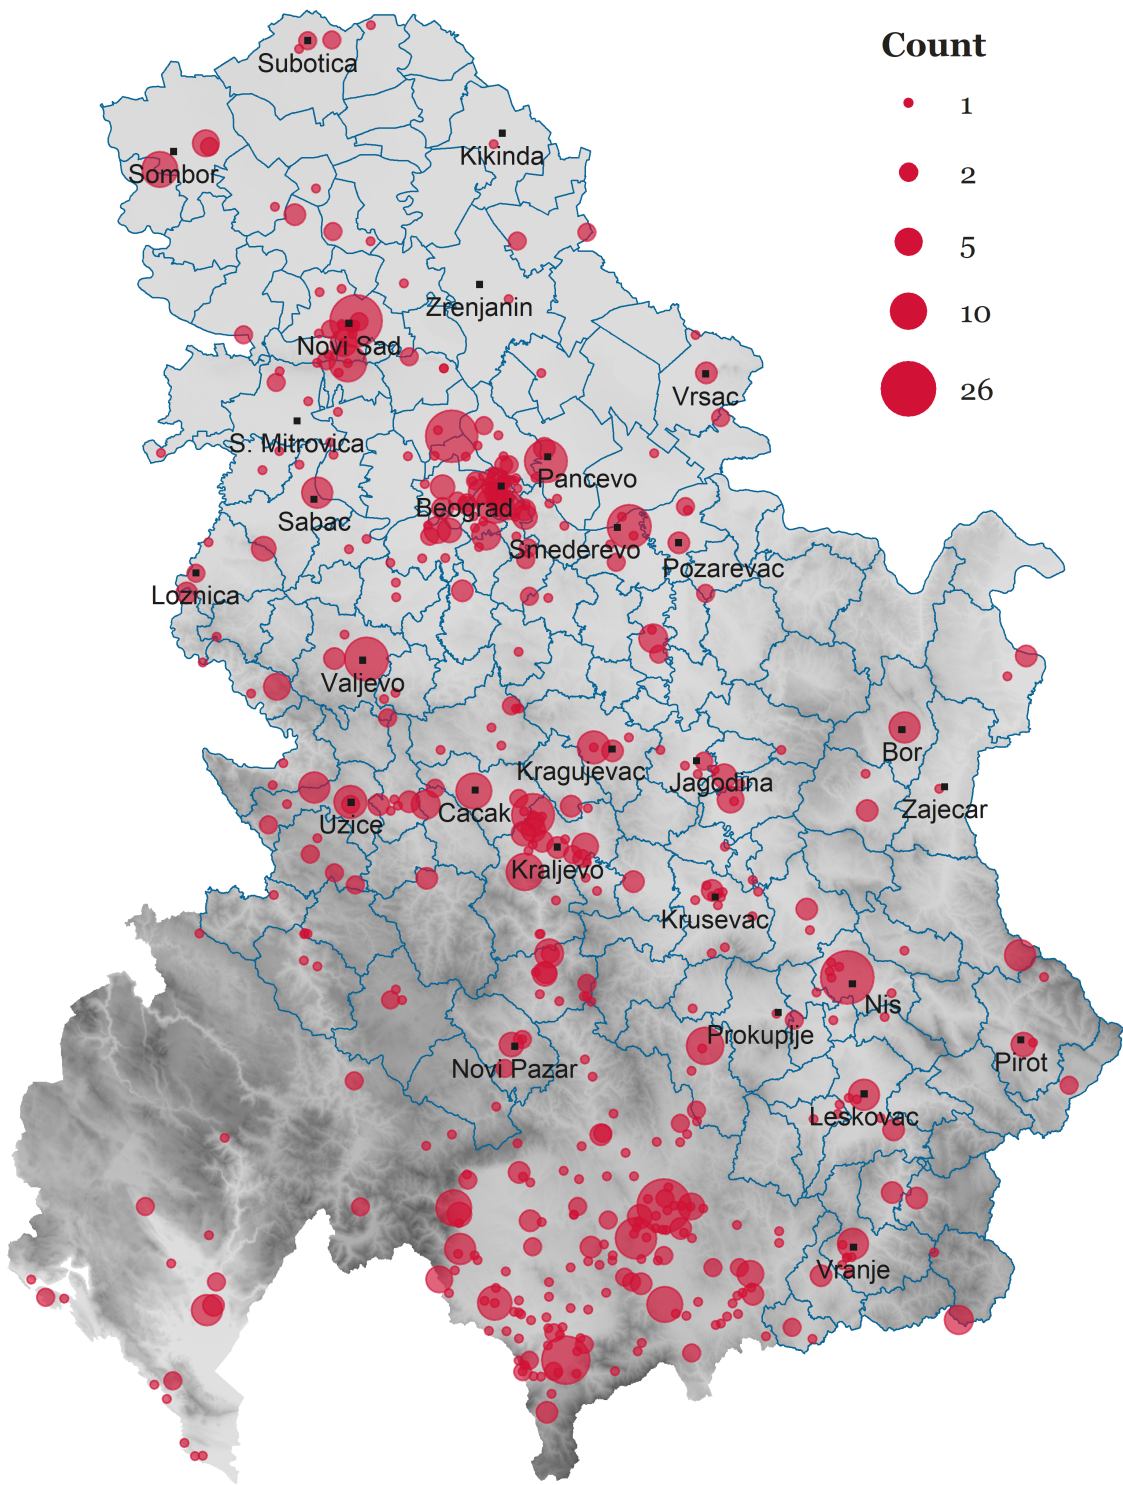 Count
1
2
5
10
26
Subotica
Kikinda
Sombor
Zrenjanin
Novi Sad
Vrsac
S. Mitrovica
Pancevo
Beograd
Sabac
Smederevo
Pozarevac
Loznica
Valjevo
Bor
Kragujevac
Jagodina
Zajecar
Uzice
Cacak
Kraljevo
Krusevac
Nis
Prokuplje
Novi Pazar
Pirot
Leskovac
Vranje